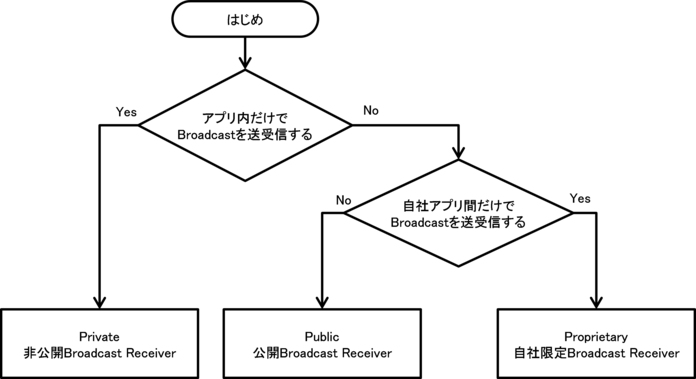 はじめ
アプリ内だけで
Broadcastを送受信する
Yes
No
自社アプリ間だけで
Broadcastを送受信する
No
Yes
Private
非公開Broadcast Receiver
Public
公開Broadcast Receiver
Proprietary
自社限定Broadcast Receiver